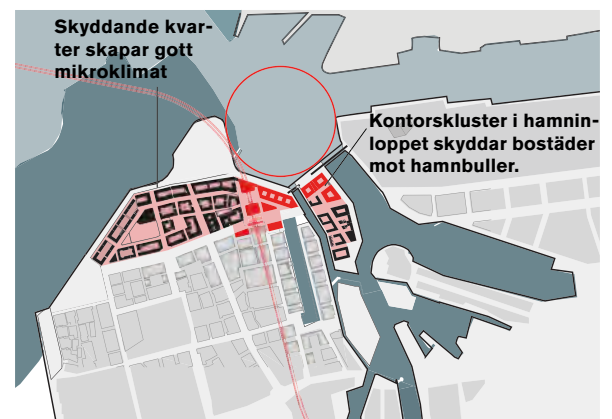 Skyddande kvar-
ter skapar gott
mikroklimat
Kontorskluster i hamnin-
loppet skyddar bostäder
mot hamnbuller.